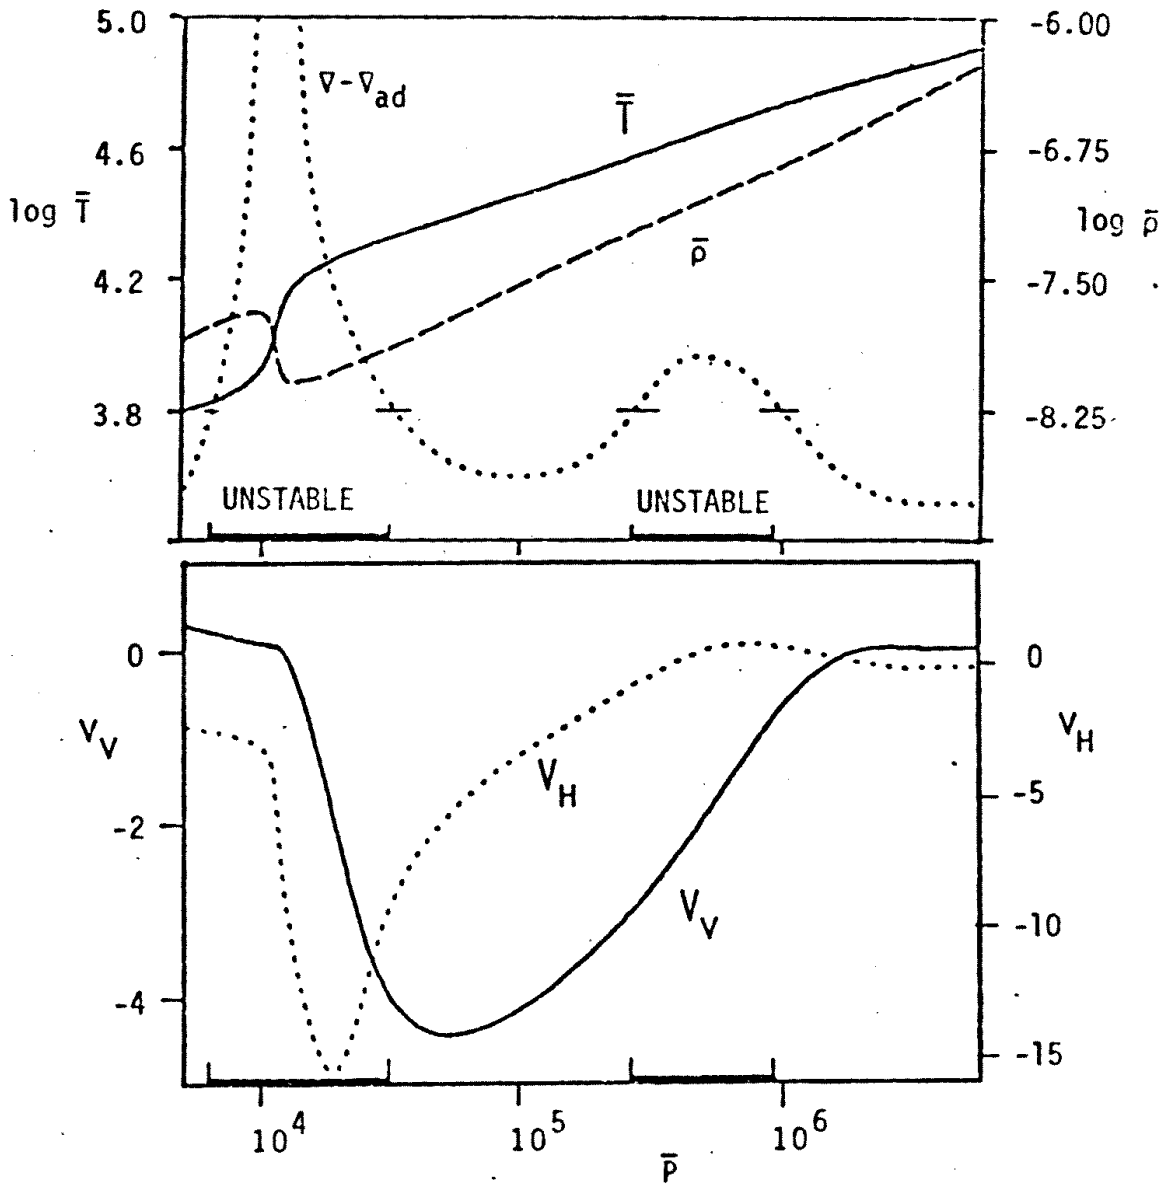 5.0
4.6
4.2
3.8
log T̄
∇-∇ad
T̄
ρ̄
UNSTABLE
UNSTABLE
-6.00
-6.75
-7.50
-8.25
log ρ̄
0
-2
-4
VV
VH
VV
0
-5
-10
-15
VH
10^4
10^5
10^6
P̄